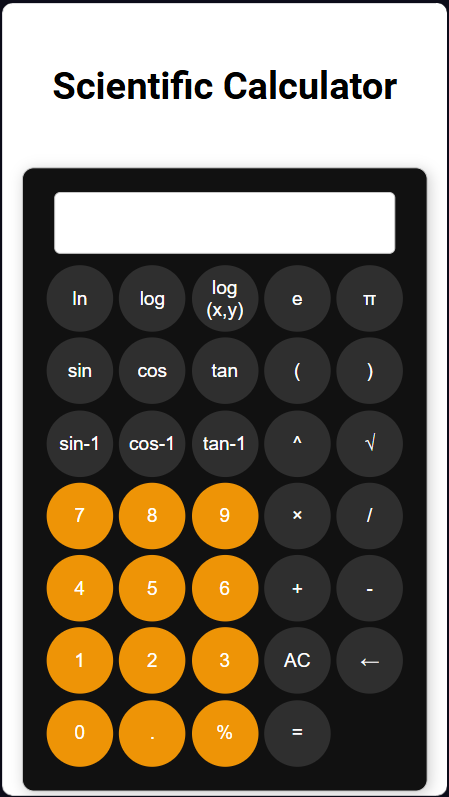 Scientific Calculator
ln log log (x,y) e π
sin cos tan ( )
sin-1 cos-1 tan-1 ^ √
7 8 9 × /
4 5 6 + -
1 2 3 AC ←
0 . % =